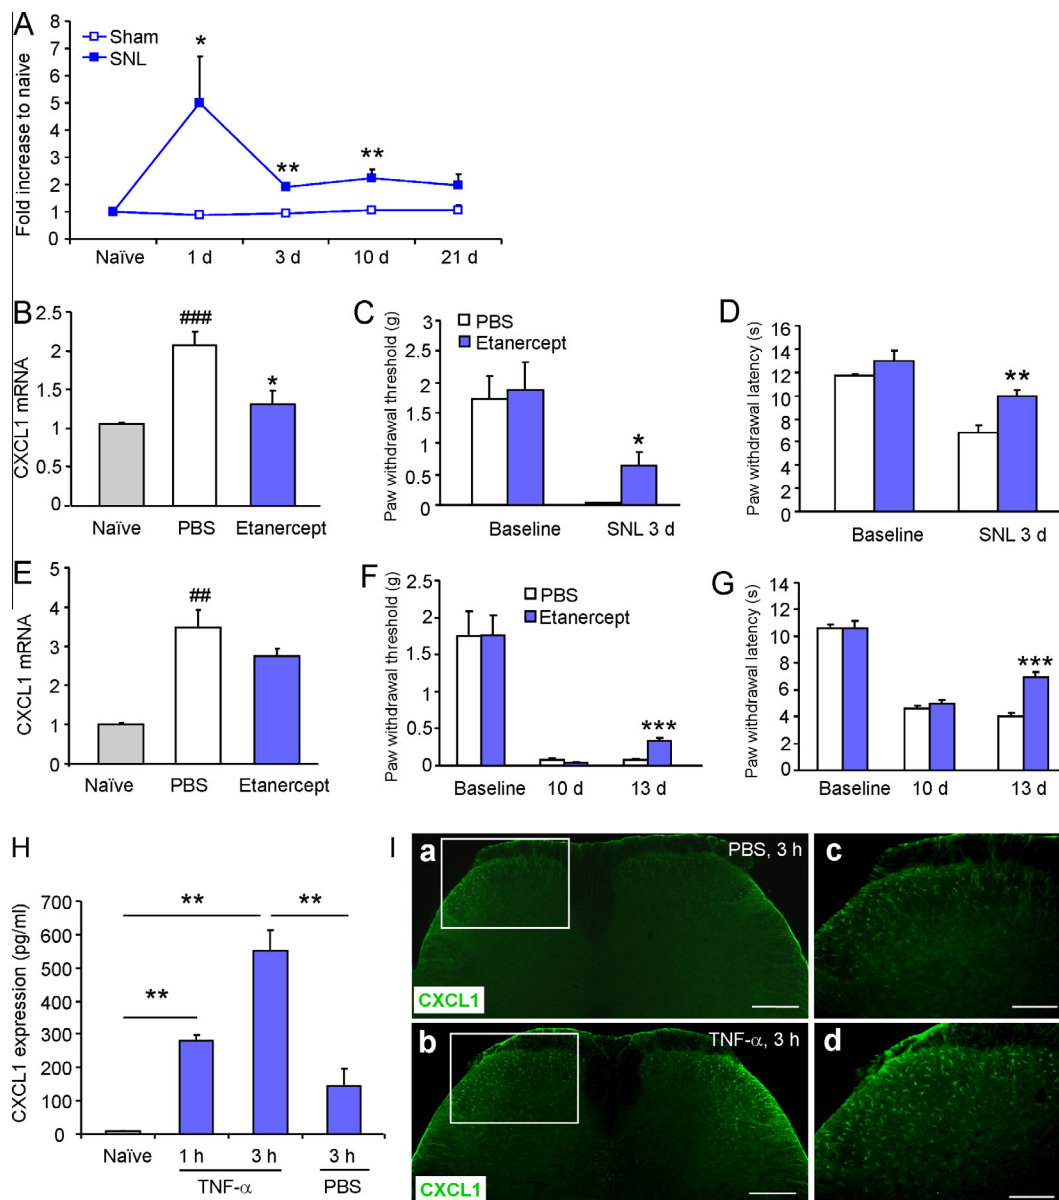 A
Fold increase to naive
8
7
6
5
4
3
2
1
0
Sham
SNL
*
**
**
Naïve 1 d 3 d 10 d 21 d
B
CXCL1 mRNA
2.5
2
1.5
1
0.5
0
###
*
Naïve PBS Etanercept
C
Paw withdrawal threshold (g)
3
2.5
2
1.5
1
0.5
0
PBS
Etanercept
*
Baseline SNL 3 d
D
Paw withdrawal latency (s)
16
14
12
10
8
6
12
2
0
**
Baseline SNL 3 d
E
CXCL1 mRNA
5
4
3
2
1
0
##
Naïve PBS Etanercept
F
Paw withdrawal threshold (g)
2.5
2
1.5
1
0.5
0
PBS
Etanercept
***
Baseline 10 d 13 d
G
Paw withdrawal latency (s)
14
12
10
8
6
4
2
0
***
Baseline 10 d 13 d
H
CXCL1 expression (pg/ml)
700
600
500
400
300
200
100
0
**
**
**
Naïve 1 h 3 h 3 h
TNF-α PBS
I
a
PBS, 3 h
CXCL1
c
b
TNF-α, 3 h
CXCL1
d